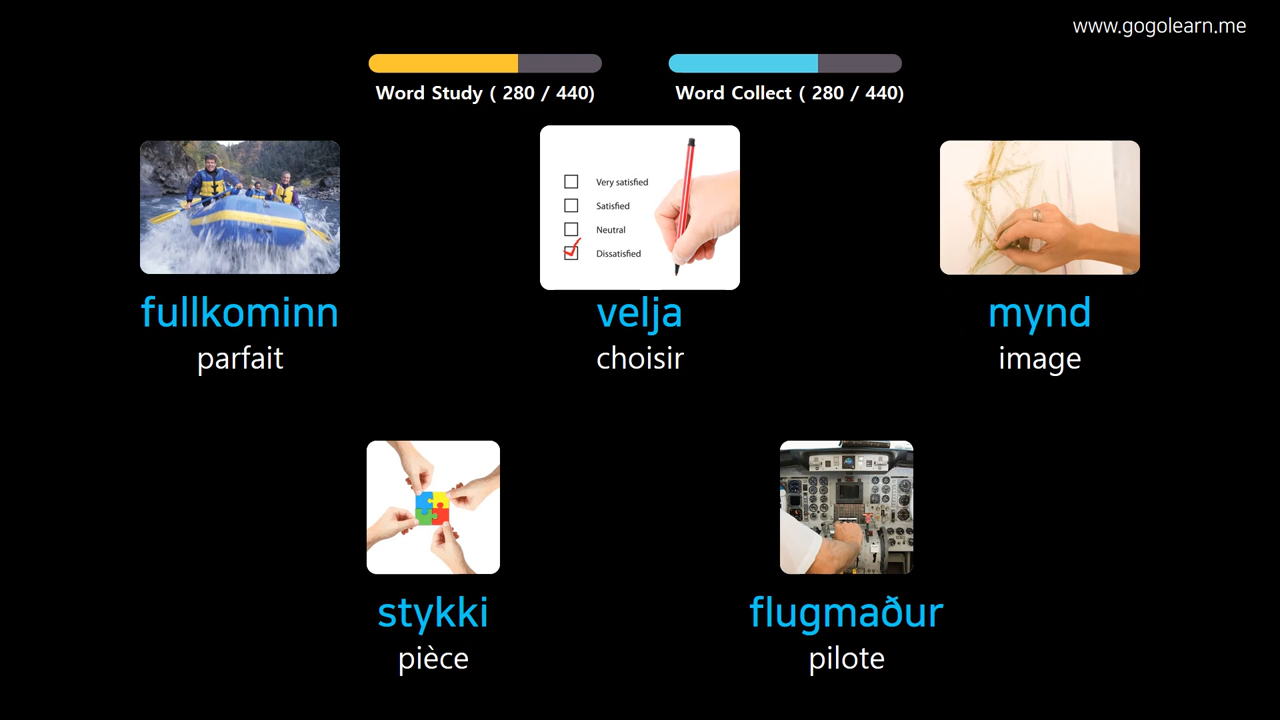 www.gogolearn.me
Word Study ( 280 / 440)
Word Collect ( 280 / 440)
Very satisfied
Satisfied
Neutral
Dissatisfied
fullkominn
velja
mynd
parfait
choisir
image
stykki
flugmaður
pièce
pilote